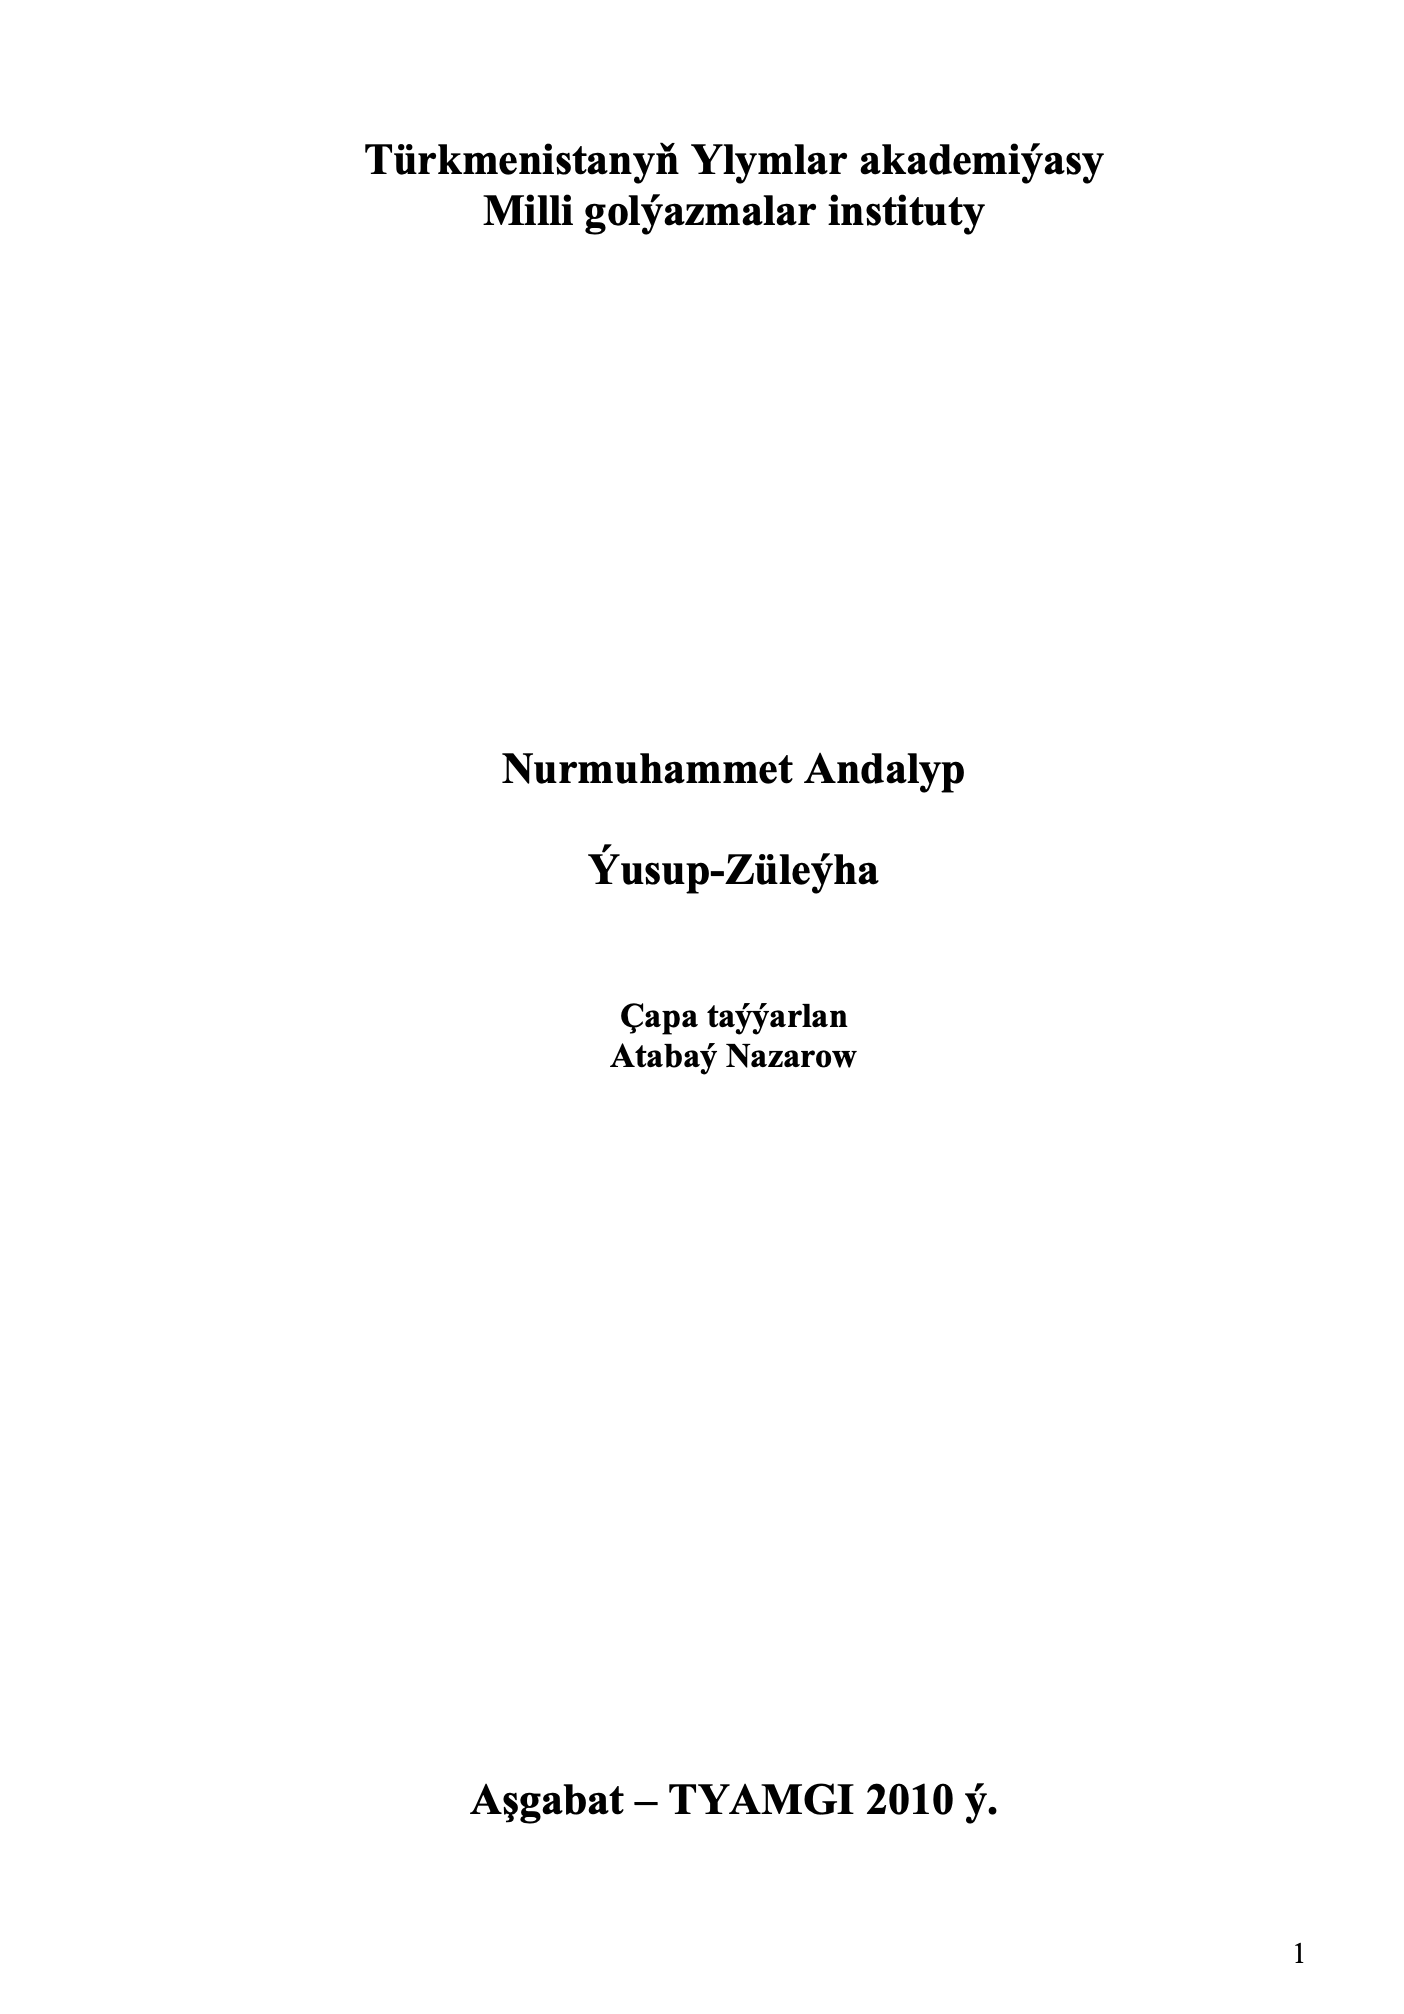 Türkmenistanyň Ylymlar akademiýasy
Milli golýazmalar instituty
Nurmuhammet Andalyp
Ýusup-Züleýha
Çapa taýýarlan
Atabaý Nazarow
Aşgabat – TYAMGI 2010 ý.
1